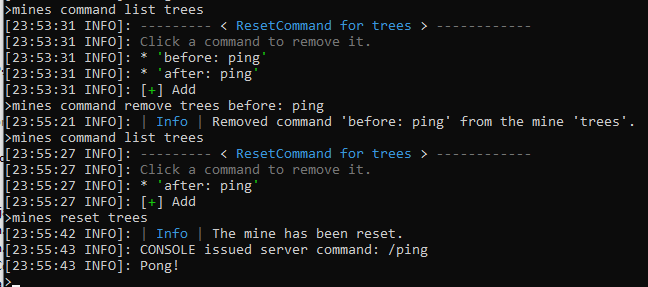 >mines command list trees
[23:53:31 INFO]: --------- < ResetCommand for trees > ------------
[23:53:31 INFO]: Click a command to remove it.
[23:53:31 INFO]: * 'before: ping'
[23:53:31 INFO]: * 'after: ping'
[23:53:31 INFO]: [+] Add
>mines command remove trees before: ping
[23:55:21 INFO]: | Info | Removed command 'before: ping' from the mine 'trees'.
>mines command list trees
[23:55:27 INFO]: --------- < ResetCommand for trees > ------------
[23:55:27 INFO]: Click a command to remove it.
[23:55:27 INFO]: * 'after: ping'
[23:55:27 INFO]: [+] Add
>mines reset trees
[23:55:42 INFO]: | Info | The mine has been reset.
[23:55:43 INFO]: CONSOLE issued server command: /ping
[23:55:43 INFO]: Pong!
>